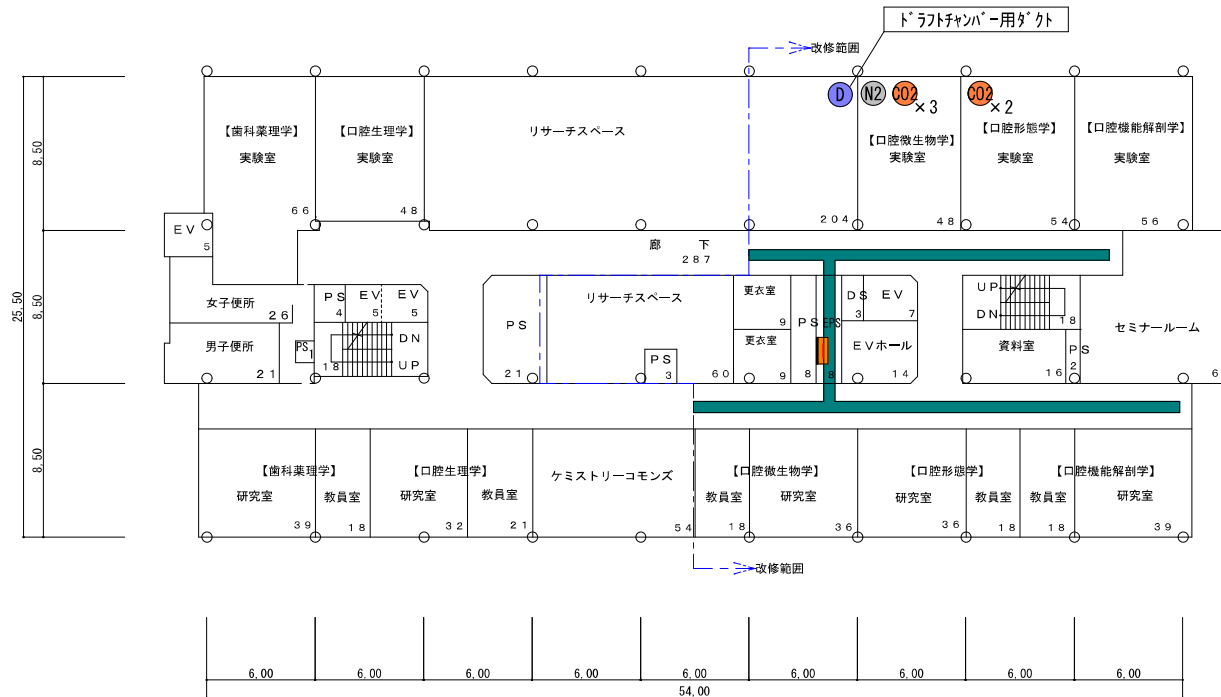 ﾄﾞﾗﾌﾄﾁｬﾝﾊﾞｰ用ﾀﾞｸﾄ
改修範囲
D
N2
CO2
×3
CO2
×2
【歯科薬理学】
実験室
66
【口腔生理学】
実験室
48
リサーチスペース
204
【口腔微生物学】
実験室
48
【口腔形態学】
実験室
54
【口腔機能解剖学】
実験室
56
8,50
8,50
8,50
25,50
EV
5
廊下
287
女子便所
26
男子便所
21
PS
1
PS
4
EV
5
EV
5
18
DN
UP
PS
21
リサーチスペース
60
PS
3
更衣室
9
更衣室
9
PS
8
EPS
8
DS
3
EV
7
EVホール
14
UP
DN
18
資料室
16
PS
2
セミナールーム
6
【歯科薬理学】
研究室
39
教員室
18
【口腔生理学】
研究室
32
教員室
21
ケミストリーコモンズ
54
【口腔微生物学】
教員室
18
研究室
36
【口腔形態学】
研究室
36
教員室
18
【口腔機能解剖学】
教員室
18
研究室
39
改修範囲
6,00
6,00
6,00
6,00
6,00
6,00
6,00
6,00
6,00
54,00